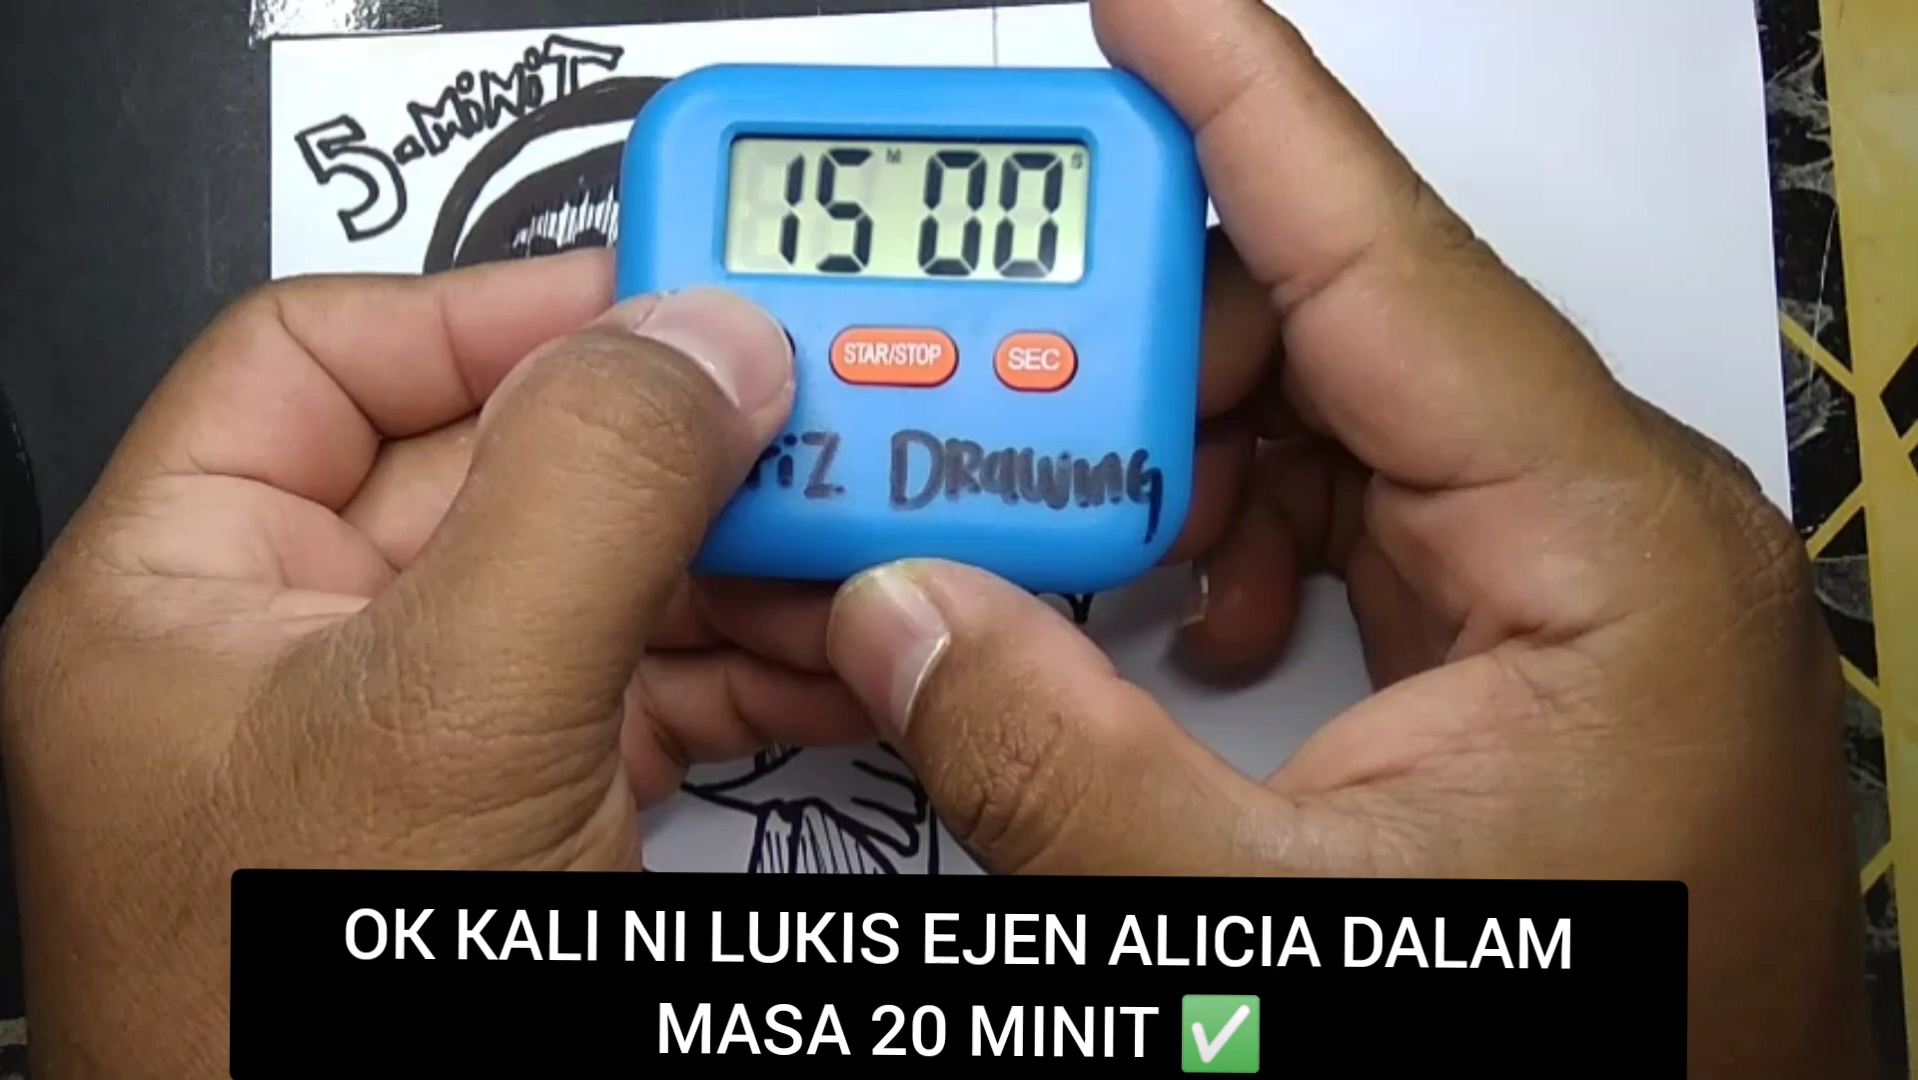 5-MINIT
15 M 00 S
STAR/STOP
SEC
DRAWING
OK KALI NI LUKIS EJEN ALICIA DALAM
MASA 20 MINIT ✅